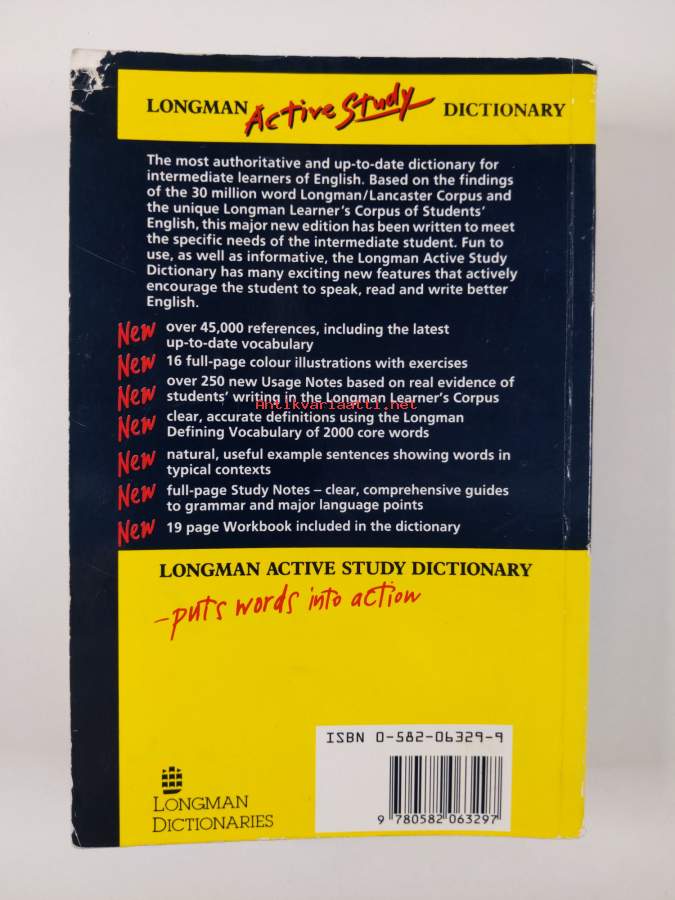 LONGMAN Active Study DICTIONARY
The most authoritative and up-to-date dictionary for
intermediate learners of English. Based on the findings
of the 30 million word Longman/Lancaster Corpus and
the unique Longman Learner's Corpus of Students'
English, this major new edition has been written to meet
the specific needs of the intermediate student. Fun to
use, as well as informative, the Longman Active Study
Dictionary has many exciting new features that actively
encourage the student to speak, read and write better
English.
New over 45,000 references, including the latest
up-to-date vocabulary
New 16 full-page colour illustrations with exercises
New over 250 new Usage Notes based on real evidence of
students' writing in the Longman Learner's Corpus
Antikvariaatti.net
New clear, accurate definitions using the Longman
Defining Vocabulary of 2000 core words
New natural, useful example sentences showing words in
typical contexts
New full-page Study Notes – clear, comprehensive guides
to grammar and major language points
New 19 page Workbook included in the dictionary
LONGMAN ACTIVE STUDY DICTIONARY
– puts words into action
ISBN 0-582-06329-9
9 780582 063297
LONGMAN
DICTIONARIES